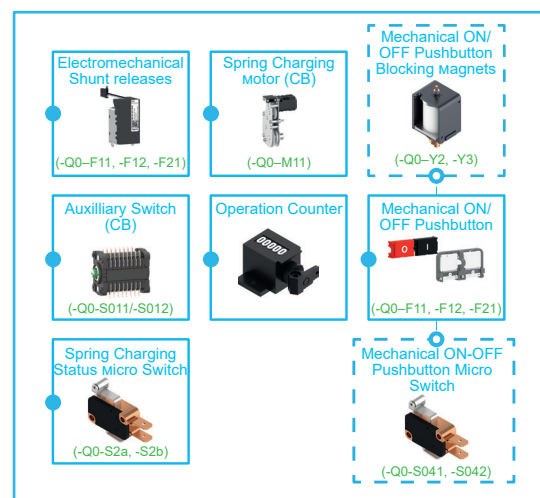 Electromechanical
Shunt releases
(-Q0–F11, -F12, -F21)
Spring Charging
Motor (CB)
(-Q0–M11)
Mechanical ON/
OFF Pushbutton
Blocking Magnets
(-Q0–Y2, -Y3)
Auxilliary Switch
(CB)
(-Q0-S011/-S012)
Operation Counter
00000
Mechanical ON/
OFF Pushbutton
O I
(-Q0–F11, -F12, -F21)
Spring Charging
Status Micro Switch
(-Q0-S2a, -S2b)
Mechanical ON-OFF
Pushbutton Micro
Switch
(-Q0-S041, -S042)